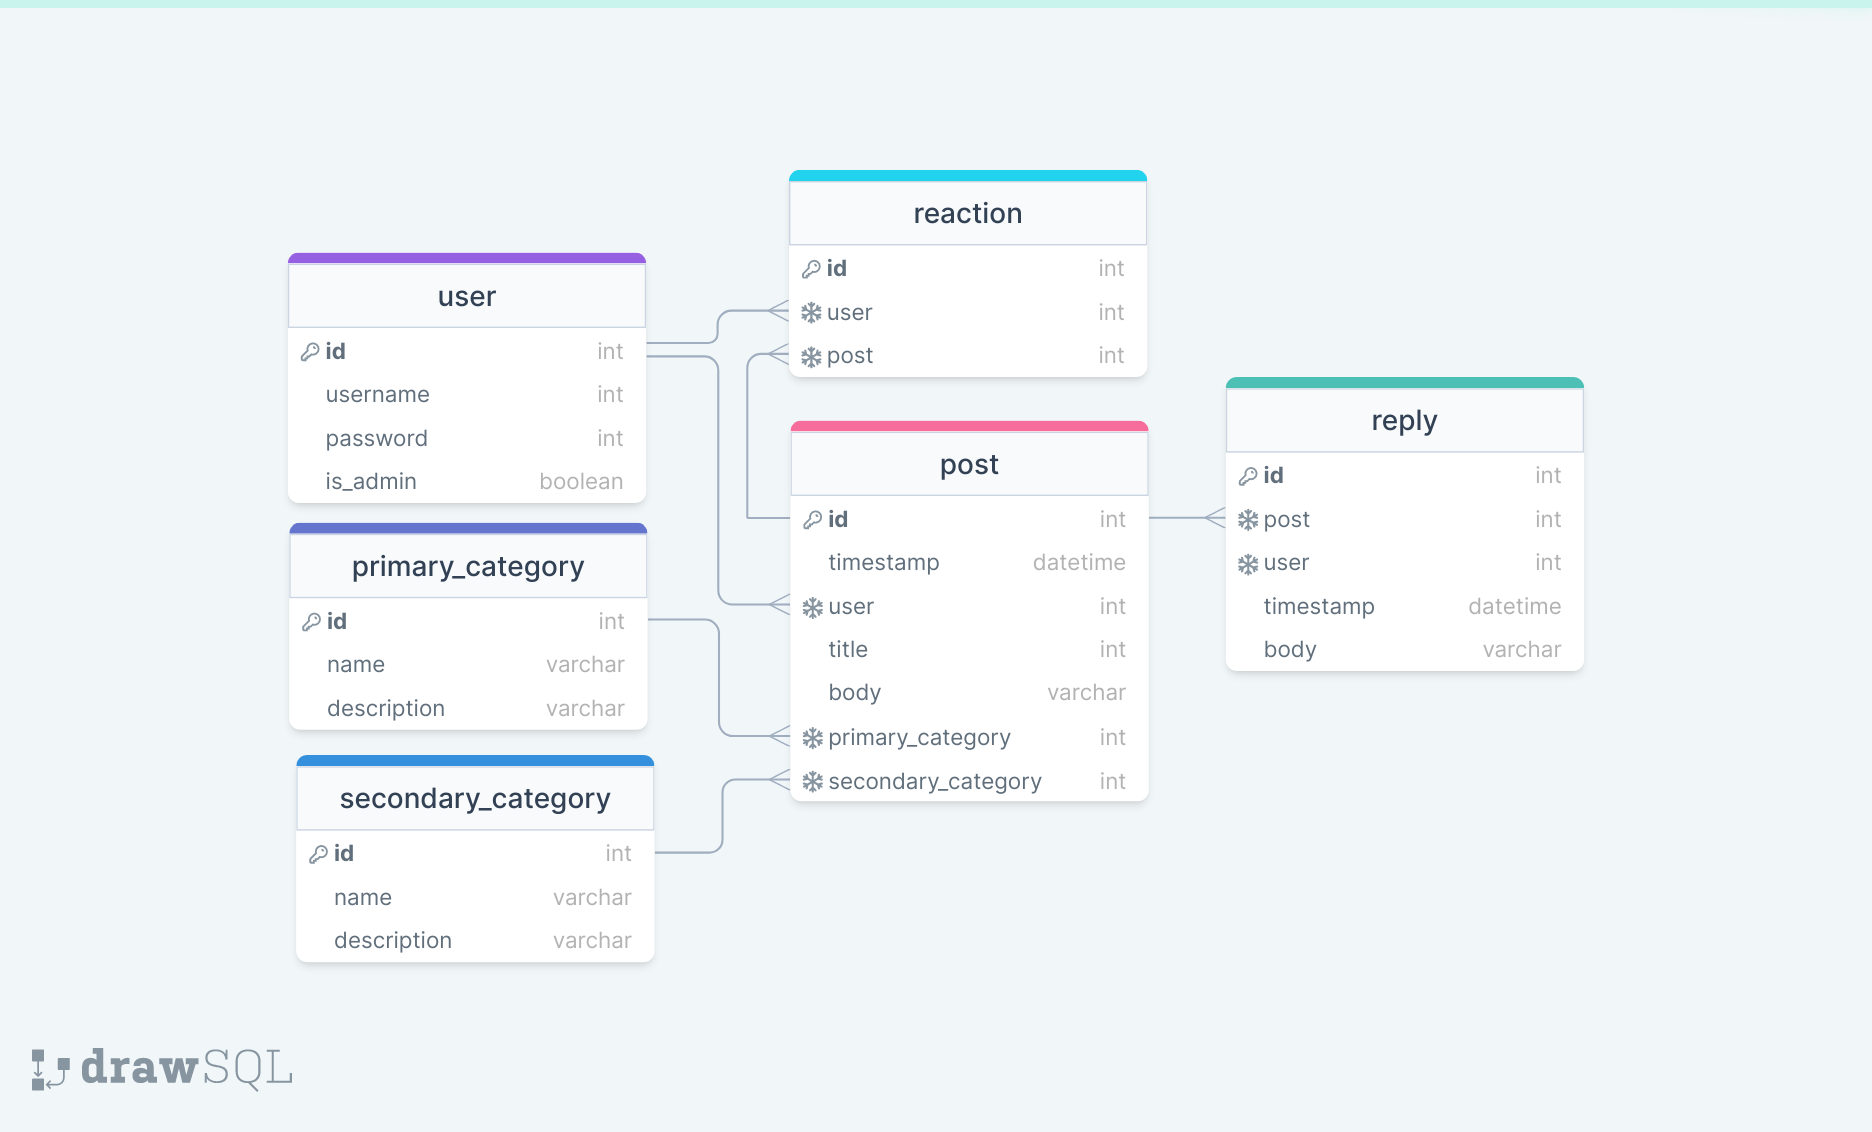 user
id int
username int
password int
is_admin boolean
primary_category
id int
name varchar
description varchar
secondary_category
id int
name varchar
description varchar
reaction
id int
user int
post int
post
id int
timestamp datetime
user int
title int
body varchar
primary_category int
secondary_category int
reply
id int
post int
user int
timestamp datetime
body varchar
drawSQL